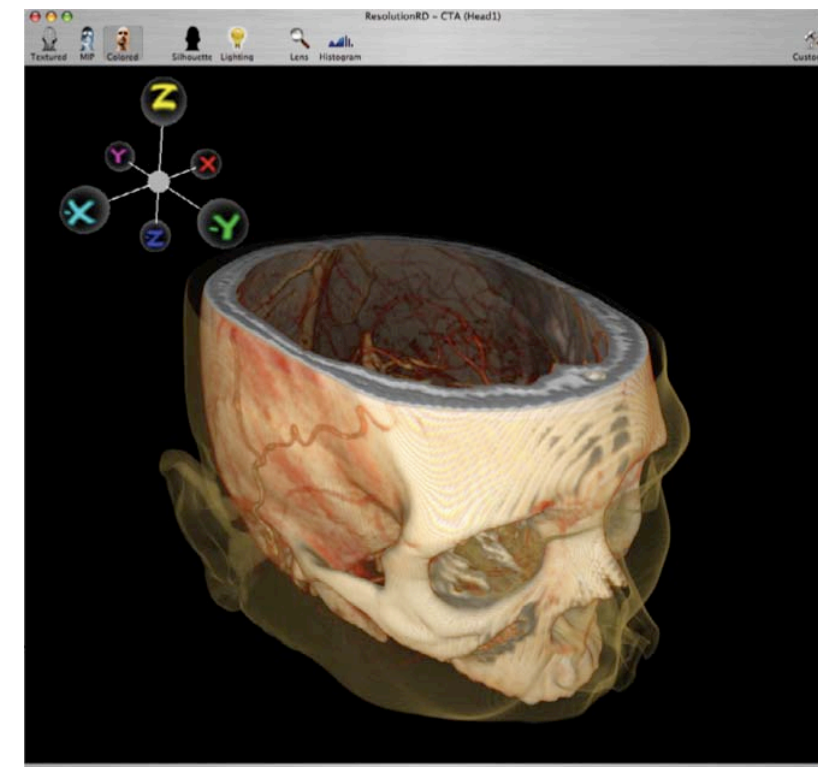 ResolutionRD – CTA (Head1)
Textured MIP Colored Silhouette Lighting Lens Histogram
Z
Y X
-X -Z -Y